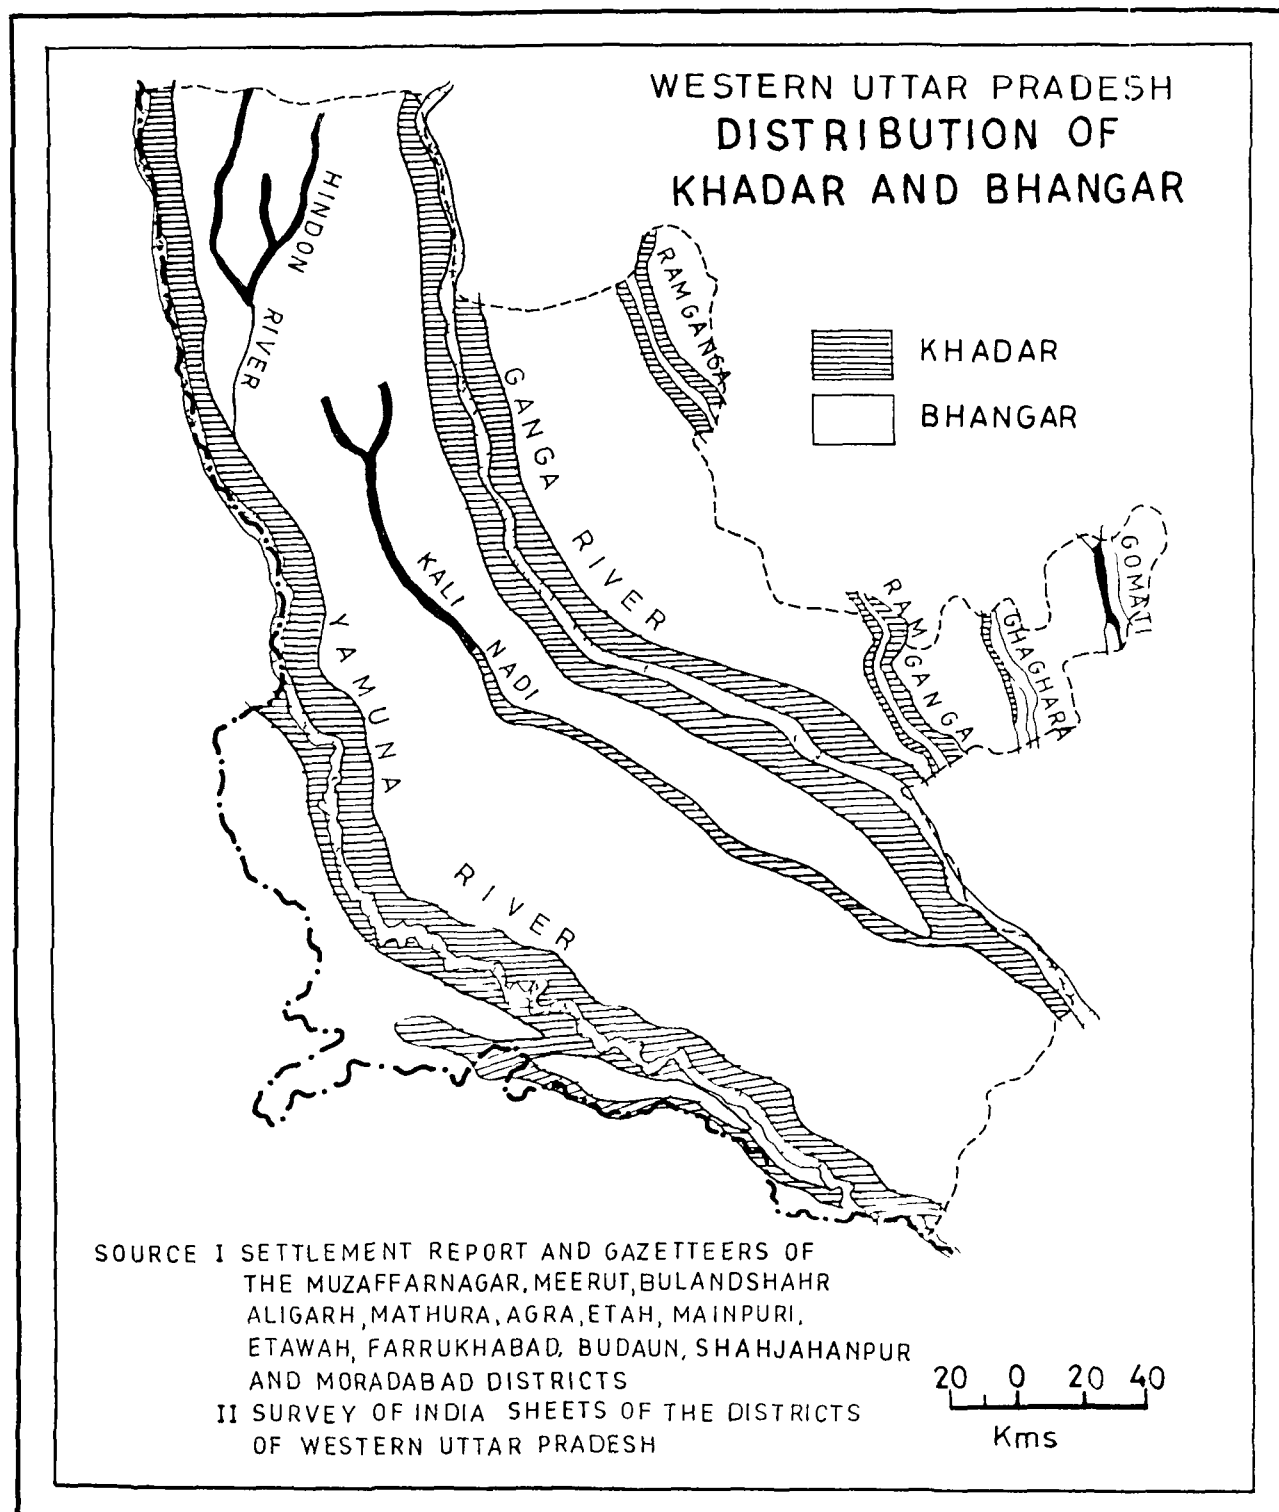 WESTERN UTTAR PRADESH
DISTRIBUTION OF
KHADAR AND BHANGAR
HINDON RIVER
RAMGANGA
KHADAR
BHANGAR
GANGA RIVER
KALI NADI
YAMUNA RIVER
RAMGANGA
GHAGHARA
GOMATI
SOURCE I SETTLEMENT REPORT AND GAZETTEERS OF
THE MUZAFFARNAGAR, MEERUT, BULANDSHAHR
ALIGARH, MATHURA, AGRA, ETAH, MAINPURI,
ETAWAH, FARRUKHABAD, BUDAUN, SHAHJAHANPUR
AND MORADABAD DISTRICTS
II SURVEY OF INDIA SHEETS OF THE DISTRICTS
OF WESTERN UTTAR PRADESH
20 0 20 40
Kms